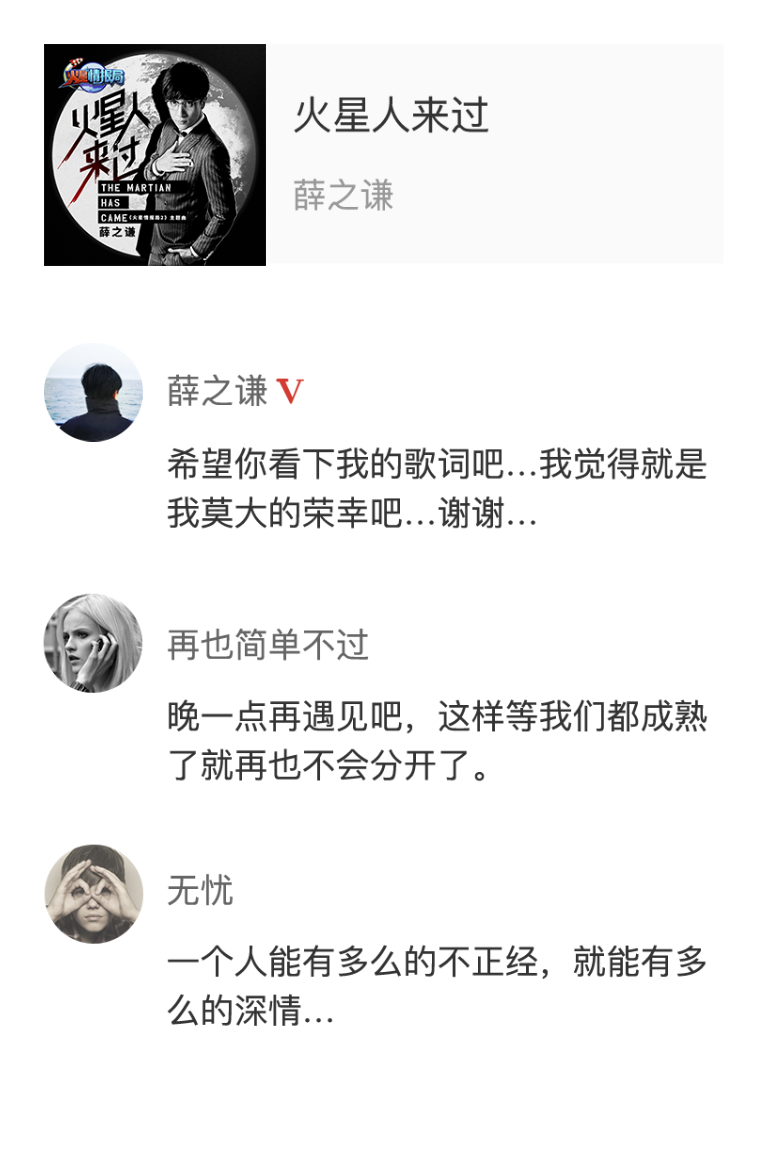 火星情报局
火星人
来过
THE MARTIAN
HAS
CAME《火星情报局2》主题曲
薛之谦
火星人来过
薛之谦
薛之谦 V
希望你看下我的歌词吧…我觉得就是
我莫大的荣幸吧…谢谢…
再也简单不过
晚一点再遇见吧，这样等我们都成熟
了就再也不会分开了。
无忧
一个人能有多么的不正经，就能有多
么的深情…